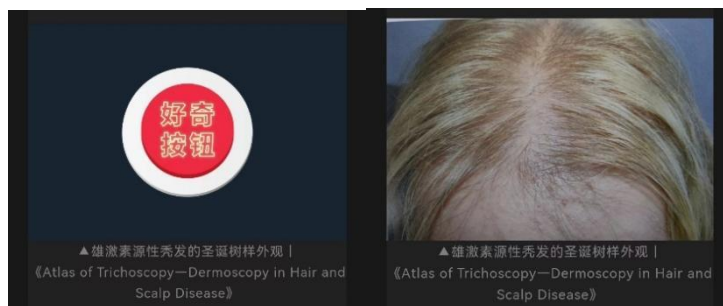 好奇
按钮
▲雄激素源性秃发的圣诞树样外观丨
《Atlas of Trichoscopy—Dermoscopy in Hair and
Scalp Disease》
▲雄激素源性秃发的圣诞树样外观丨
《Atlas of Trichoscopy—Dermoscopy in Hair and
Scalp Disease》